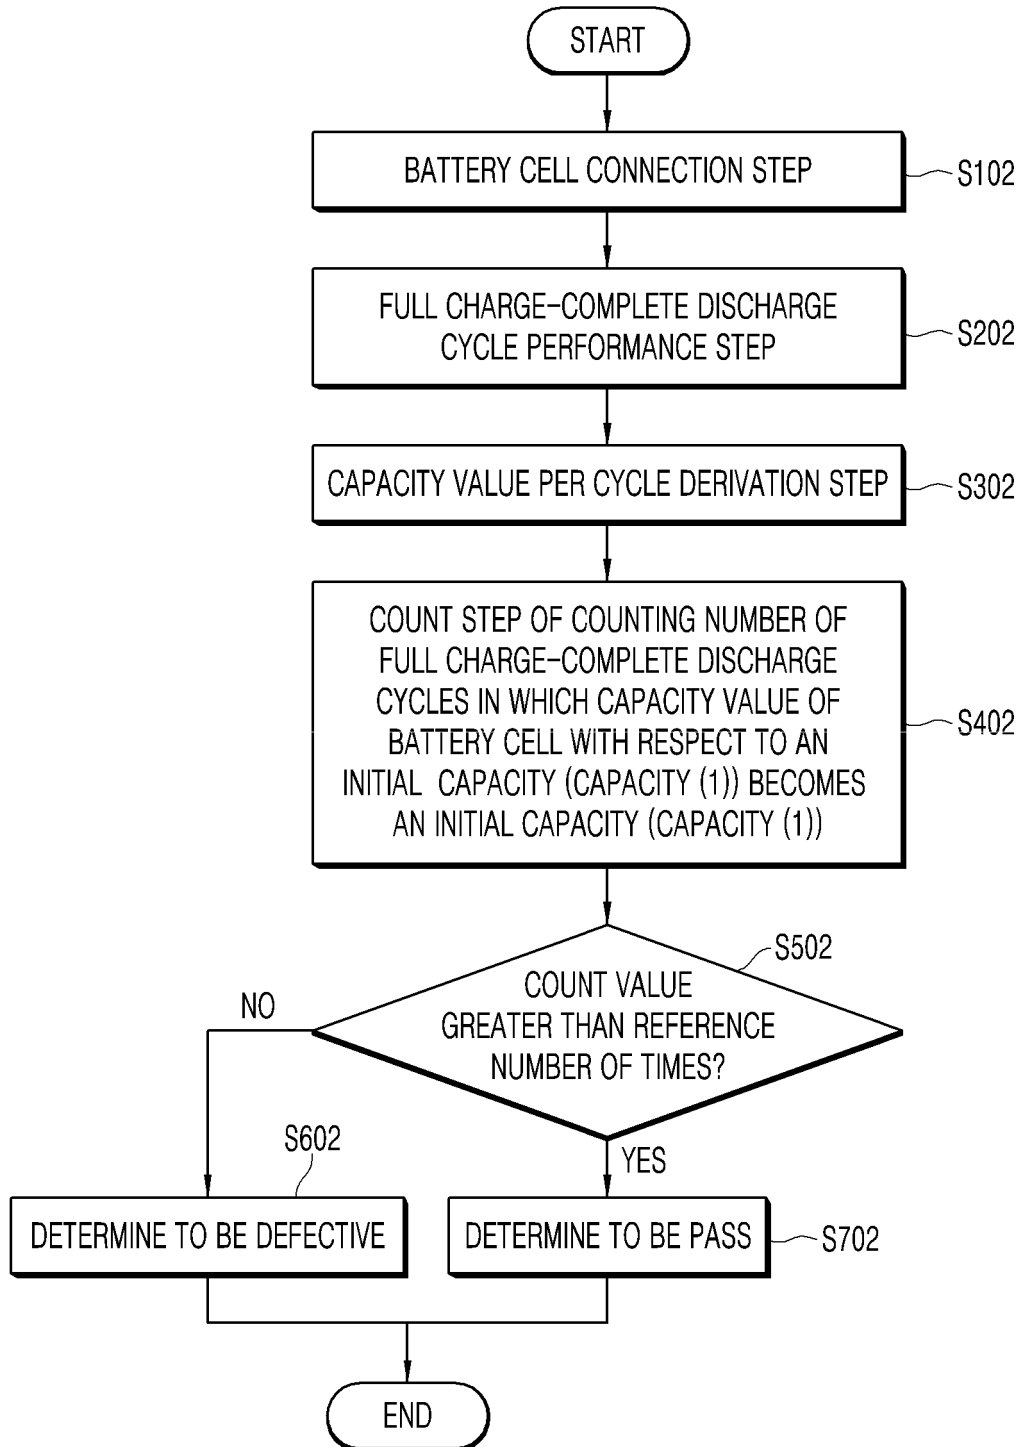 START
BATTERY CELL CONNECTION STEP
S102
FULL CHARGE-COMPLETE DISCHARGE
CYCLE PERFORMANCE STEP
S202
CAPACITY VALUE PER CYCLE DERIVATION STEP
S302
COUNT STEP OF COUNTING NUMBER OF
FULL CHARGE-COMPLETE DISCHARGE
CYCLES IN WHICH CAPACITY VALUE OF
BATTERY CELL WITH RESPECT TO AN
INITIAL CAPACITY (CAPACITY (1)) BECOMES
AN INITIAL CAPACITY (CAPACITY (1))
S402
COUNT VALUE
GREATER THAN REFERENCE
NUMBER OF TIMES?
S502
NO
YES
S602
DETERMINE TO BE DEFECTIVE
DETERMINE TO BE PASS
S702
END